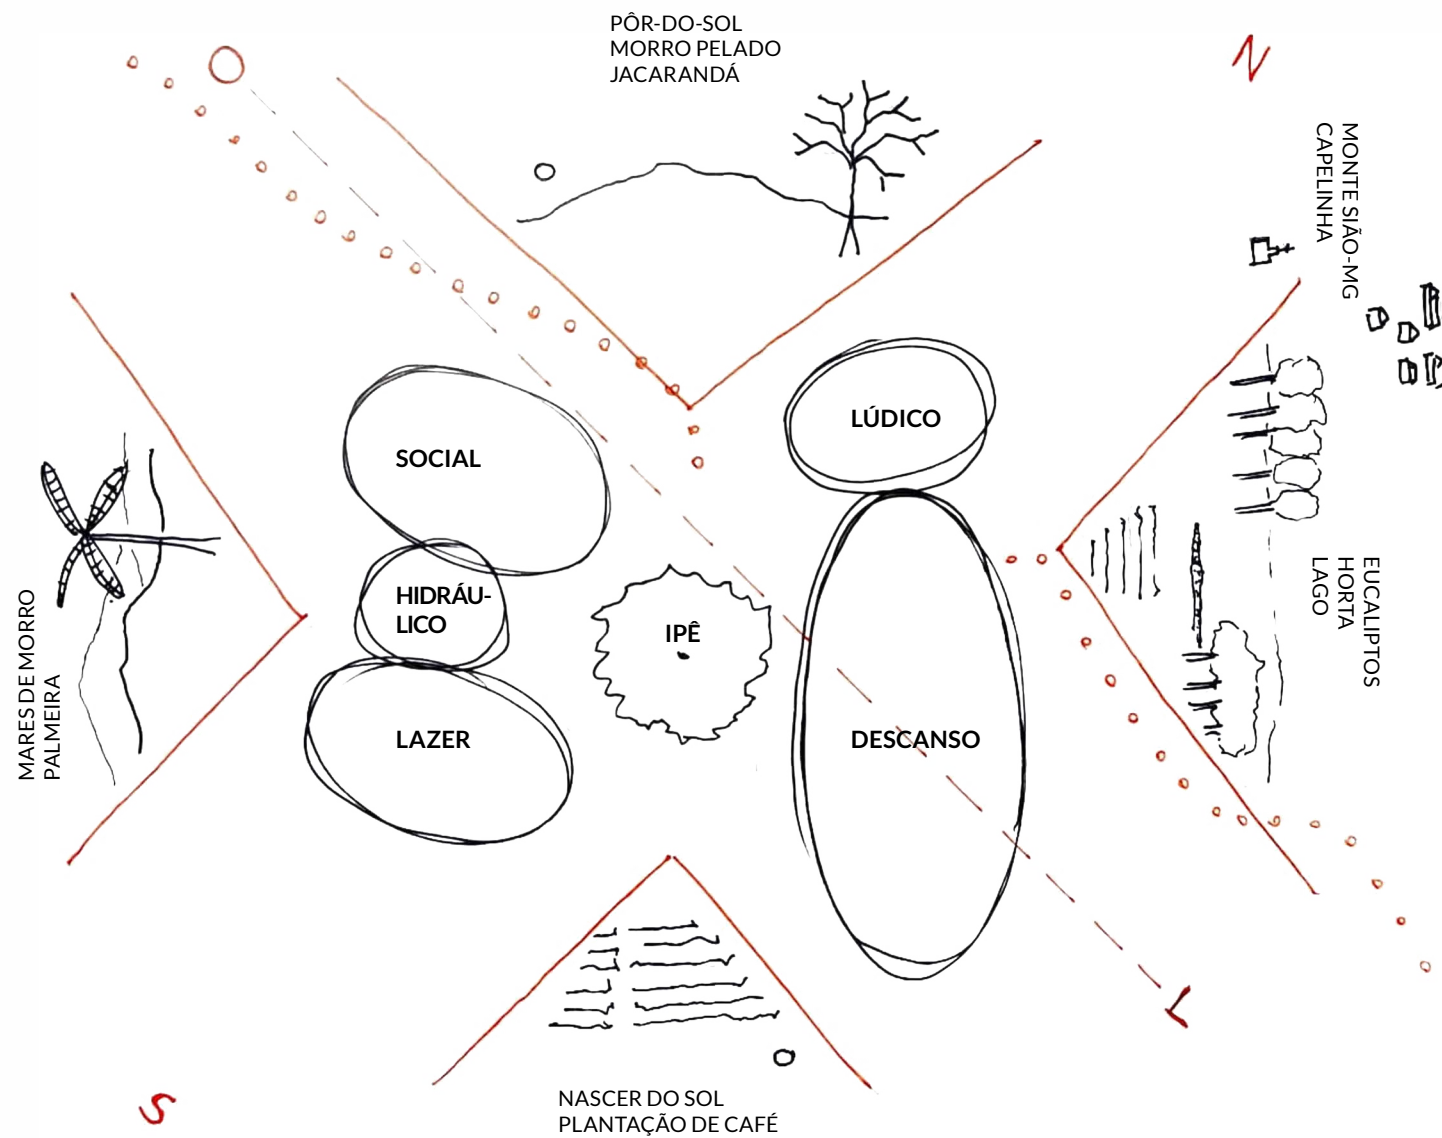 PÔR-DO-SOL
MORRO PELADO
JACARANDÁ
N
MONTE SIÃO-MG
CAPELINHA
SOCIAL
LÚDICO
HIDRÁU-
LICO
IPÊ
EUCALIPTOS
HORTA
LAGO
MARES DE MORRO
PALMEIRA
LAZER
DESCANSO
L
S
NASCER DO SOL
PLANTAÇÃO DE CAFÉ